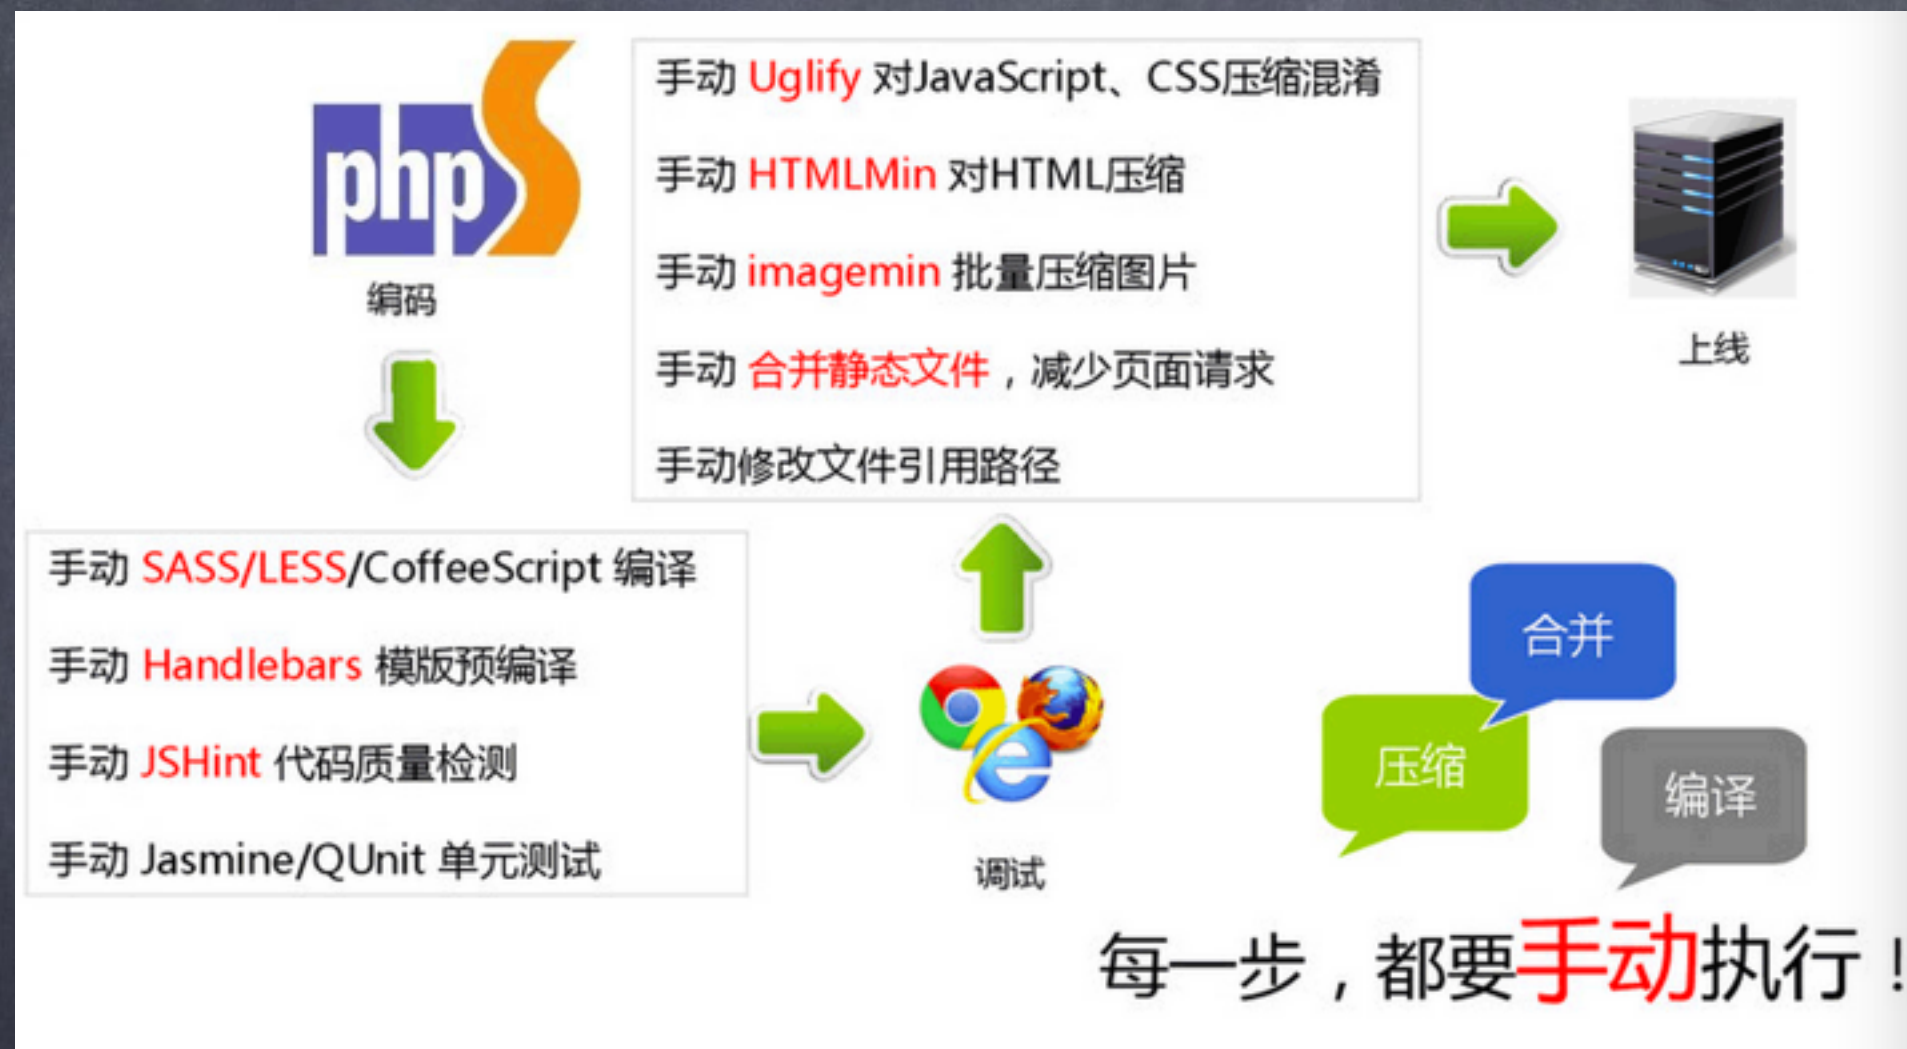 phpS
编码
手动 SASS/LESS/CoffeeScript 编译
手动 Handlebars 模版预编译
手动 JSHint 代码质量检测
手动 Jasmine/QUnit 单元测试
调试
手动 Uglify 对JavaScript、CSS压缩混淆
手动 HTMLMin 对HTML压缩
手动 imagemin 批量压缩图片
手动 合并静态文件，减少页面请求
手动修改文件引用路径
上线
合并
压缩
编译
每一步，都要手动执行！